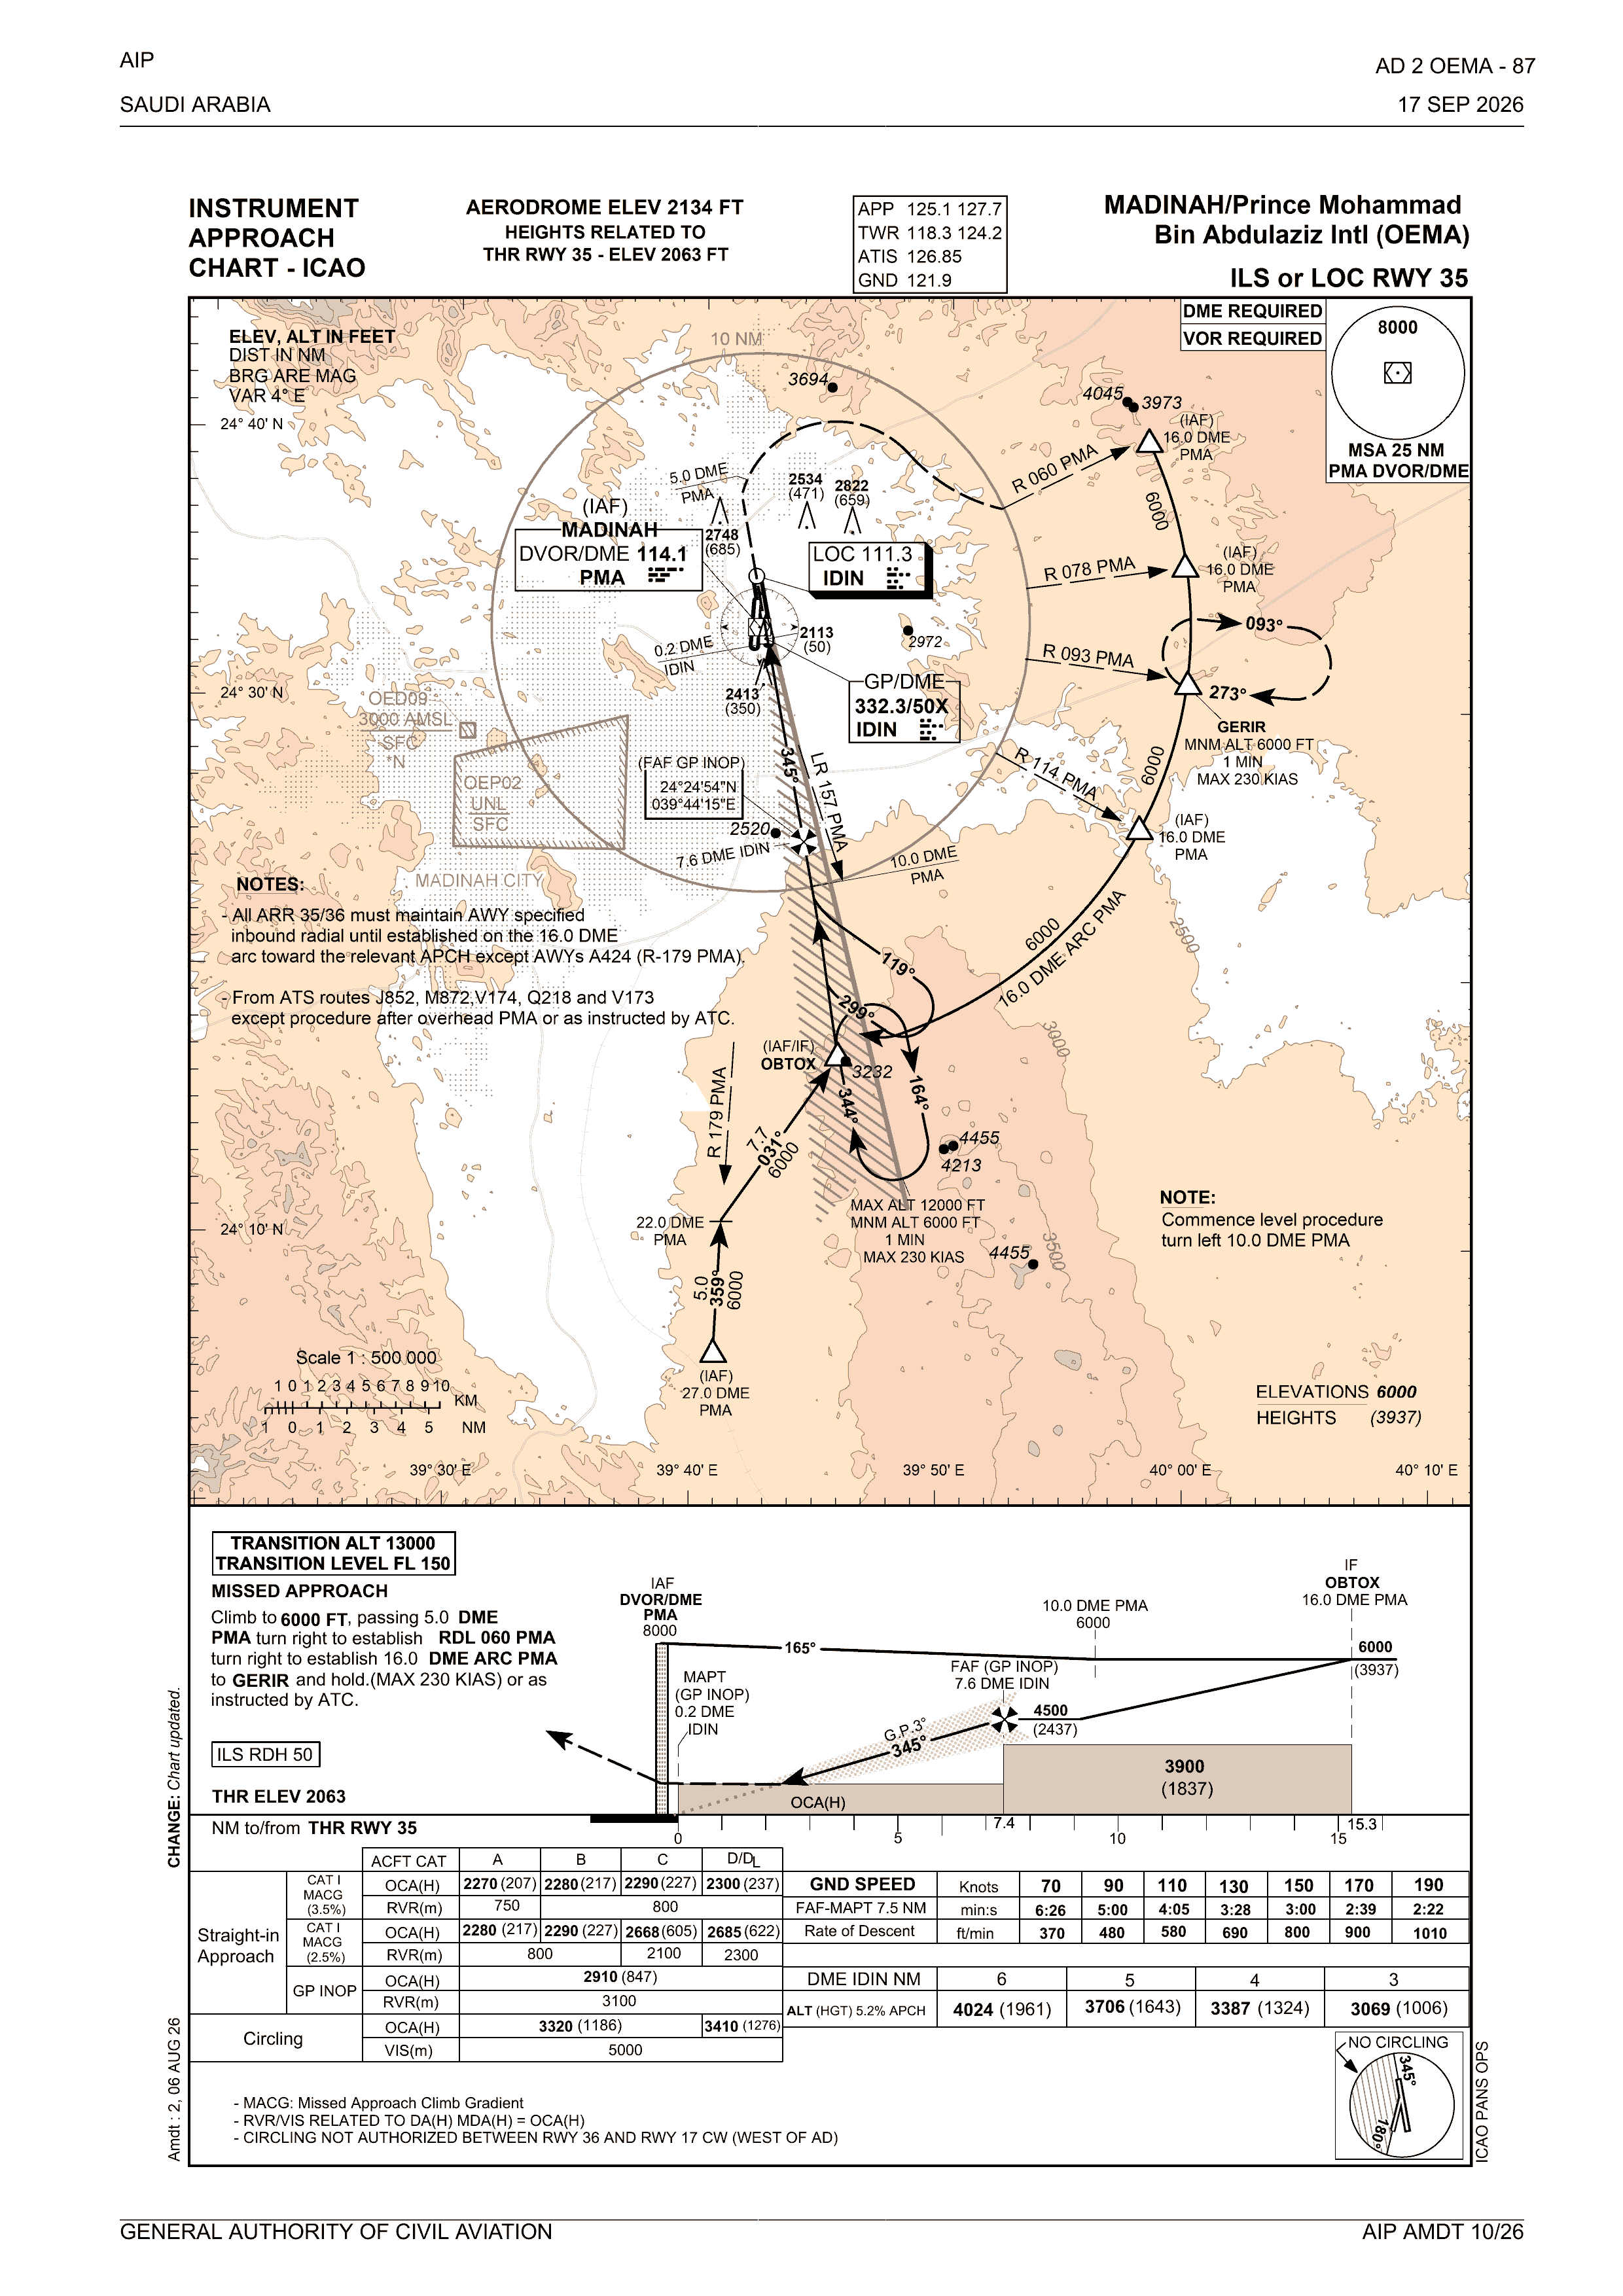 AIP
AD 2 OEMA - 87
SAUDI ARABIA
17 SEP 2026
INSTRUMENT
APPROACH
CHART - ICAO
AERODROME ELEV 2134 FT
HEIGHTS RELATED TO
THR RWY 35 - ELEV 2063 FT
APP 125.1 127.7
TWR 118.3 124.2
ATIS 126.85
GND 121.9
MADINAH/Prince Mohammad
Bin Abdulaziz Intl (OEMA)
ILS or LOC RWY 35
ELEV, ALT IN FEET
DIST IN NM
BRG ARE MAG
VAR 4° E
24° 40' N
10 NM
DME REQUIRED
VOR REQUIRED
8000
MSA 25 NM
PMA DVOR/DME
3694
4045
3973
(IAF)
16.0 DME
PMA
R 060 PMA
6000
5.0 DME
PMA
2534
(471)
2822
(659)
2748
(685)
(IAF)
MADINAH
DVOR/DME 114.1
PMA
LOC 111.3
IDIN
R 078 PMA
(IAF)
16.0 DME
PMA
093°
2113
(50)
2972
0.2 DME
IDIN
R 093 PMA
273°
GERIR
MNM ALT 6000 FT
1 MIN
MAX 230 KIAS
24° 30' N
2413
(350)
GP/DME
332.3/50X
IDIN
OED09
3000 AMSL
SFC
*N
OEP02
UNL
SFC
345°
LR 157 PMA
(FAF GP INOP)
24°24'54"N
039°44'15"E
R 114 PMA
6000
(IAF)
16.0 DME
PMA
2520
7.6 DME IDIN
10.0 DME
PMA
MADINAH CITY
NOTES:
- All ARR 35/36 must maintain AWY specified
inbound radial until established on the 16.0 DME
arc toward the relevant APCH except AWYs A424 (R-179 PMA).
- From ATS routes J852, M872,V174, Q218 and V173
except procedure after overhead PMA or as instructed by ATC.
119°
299°
6000
16.0 DME ARC PMA
2500
3000
(IAF/IF)
OBTOX
3232
344°
164°
R 179 PMA
7.7
031°
6000
4455
4213
MAX ALT 12000 FT
MNM ALT 6000 FT
1 MIN
MAX 230 KIAS
4455
3500
NOTE:
Commence level procedure
turn left 10.0 DME PMA
24° 10' N
22.0 DME
PMA
5.0
359°
6000
(IAF)
27.0 DME
PMA
Scale 1 : 500 000
1 0 1 2 3 4 5 6 7 8 9 10
KM
1 0 1 2 3 4 5 NM
ELEVATIONS 6000
HEIGHTS (3937)
39° 30' E
39° 40' E
39° 50' E
40° 00' E
40° 10' E
TRANSITION ALT 13000
TRANSITION LEVEL FL 150
MISSED APPROACH
Climb to 6000 FT, passing 5.0 DME
PMA turn right to establish RDL 060 PMA
turn right to establish 16.0 DME ARC PMA
to GERIR and hold.(MAX 230 KIAS) or as
instructed by ATC.
ILS RDH 50
THR ELEV 2063
NM to/from THR RWY 35
IAF
DVOR/DME
PMA
8000
165°
MAPT
(GP INOP)
0.2 DME
IDIN
10.0 DME PMA
6000
IF
OBTOX
16.0 DME PMA
6000
(3937)
FAF (GP INOP)
7.6 DME IDIN
4500
(2437)
G.P.3°
345°
3900
(1837)
OCA(H)
0
5
7.4
10
15
15.3
ACFT CAT A B C D/DL
Straight-in
Approach
CAT I
MACG
(3.5%)
OCA(H) 2270 (207) 2280 (217) 2290 (227) 2300 (237)
RVR(m) 750 800
CAT I
MACG
(2.5%)
OCA(H) 2280 (217) 2290 (227) 2668 (605) 2685 (622)
RVR(m) 800 2100 2300
GP INOP
OCA(H) 2910 (847)
RVR(m) 3100
Circling
OCA(H) 3320 (1186) 3410 (1276)
VIS(m) 5000
GND SPEED Knots 70 90 110 130 150 170 190
FAF-MAPT 7.5 NM min:s 6:26 5:00 4:05 3:28 3:00 2:39 2:22
Rate of Descent ft/min 370 480 580 690 800 900 1010
DME IDIN NM 6 5 4 3
ALT (HGT) 5.2% APCH 4024 (1961) 3706 (1643) 3387 (1324) 3069 (1006)
NO CIRCLING
345°
180°
- MACG: Missed Approach Climb Gradient
- RVR/VIS RELATED TO DA(H) MDA(H) = OCA(H)
- CIRCLING NOT AUTHORIZED BETWEEN RWY 36 AND RWY 17 CW (WEST OF AD)
CHANGE: Chart updated.
Amdt : 2, 06 AUG 26
ICAO PANS OPS
GENERAL AUTHORITY OF CIVIL AVIATION
AIP AMDT 10/26